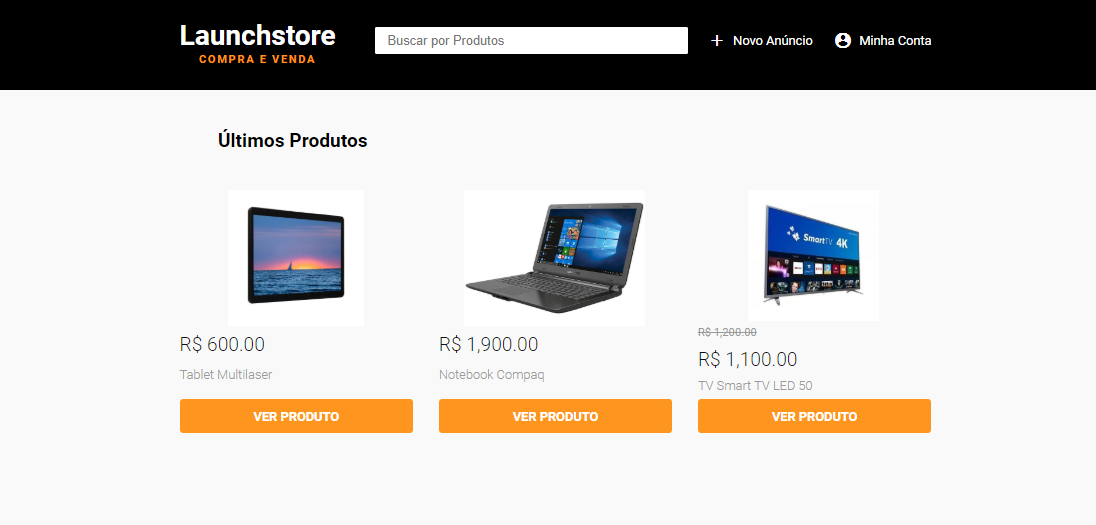 Launchstore
COMPRA E VENDA
Buscar por Produtos
Novo Anúncio
Minha Conta
Últimos Produtos
SmartTV 4K
R$ 600.00
Tablet Multilaser
VER PRODUTO
R$ 1,900.00
Notebook Compaq
VER PRODUTO
R$ 1,200.00
R$ 1,100.00
TV Smart TV LED 50
VER PRODUTO